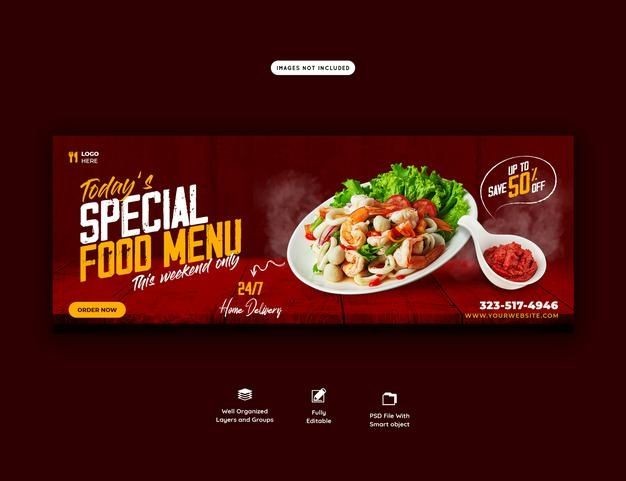 IMAGES NOT INCLUDED
LOGO
HERE
Today's
SPECIAL
FOOD MENU
This weekend only
24/7
Home Delivery
ORDER NOW
UP TO
SAVE 50% OFF
323-517-4946
WWW.YOURWEBSITE.COM
Well Organized
Layers and Groups
Fully
Editable
PSD File With
Smart object